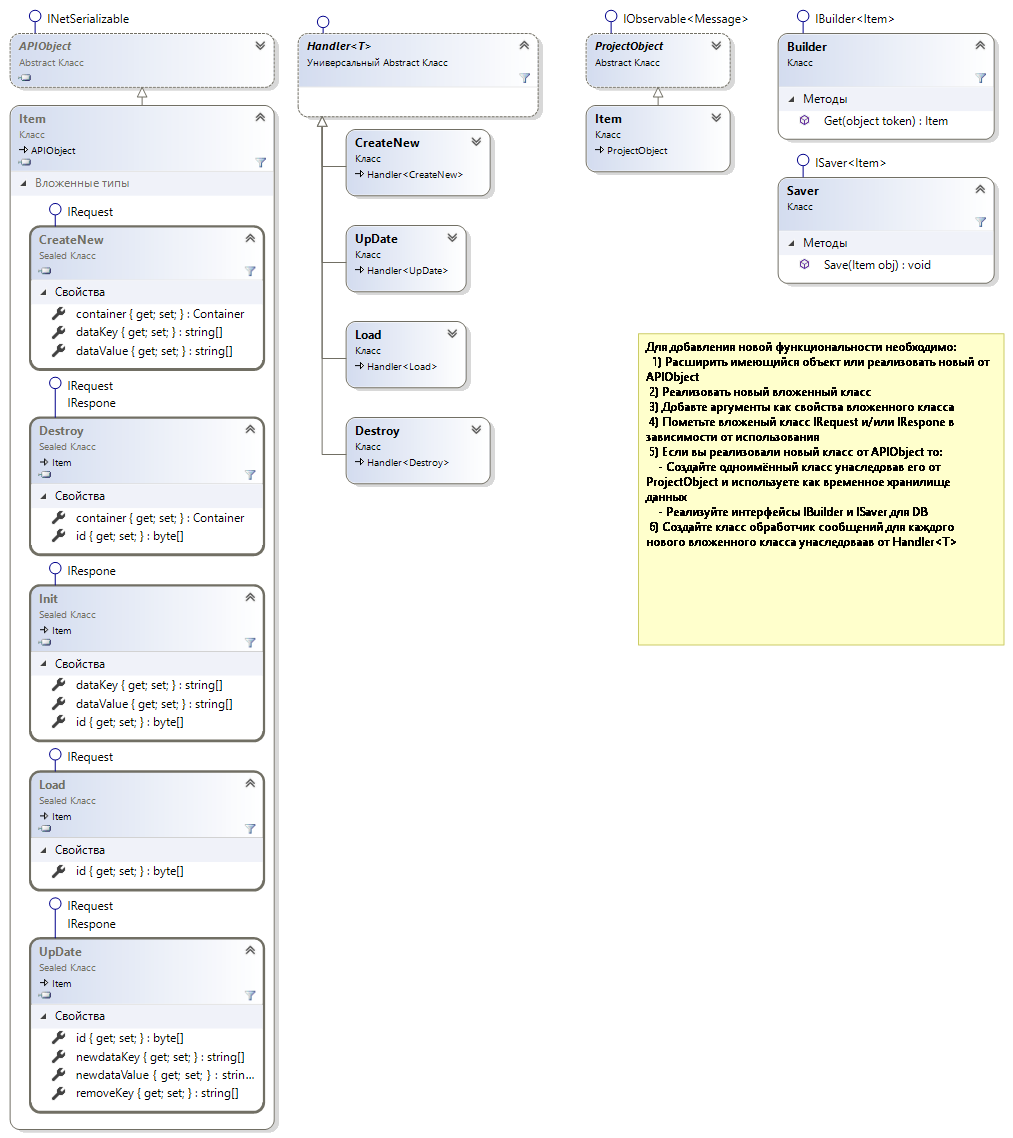 INetSerializable
APIObject
Abstract Класс
Item
Класс
APIObject
Вложенные типы
IRequest
CreateNew
Sealed Класс
Свойства
container { get; set; } : Container
dataKey { get; set; } : string[]
dataValue { get; set; } : string[]
IRequest
IRespone
Destroy
Sealed Класс
Item
Свойства
container { get; set; } : Container
id { get; set; } : byte[]
IRespone
Init
Sealed Класс
Item
Свойства
dataKey { get; set; } : string[]
dataValue { get; set; } : string[]
id { get; set; } : byte[]
IRequest
Load
Sealed Класс
Item
Свойства
id { get; set; } : byte[]
IRequest
IRespone
UpDate
Sealed Класс
Item
Свойства
id { get; set; } : byte[]
newdataKey { get; set; } : string[]
newdataValue { get; set; } : strin...
removeKey { get; set; } : string[]
Handler<T>
Универсальный Abstract Класс
CreateNew
Класс
Handler<CreateNew>
UpDate
Класс
Handler<UpDate>
Load
Класс
Handler<Load>
Destroy
Класс
Handler<Destroy>
IObservable<Message>
ProjectObject
Abstract Класс
Item
Класс
ProjectObject
IBuilder<Item>
Builder
Класс
Методы
Get(object token) : Item
ISaver<Item>
Saver
Класс
Методы
Save(Item obj) : void
Для добавления новой функциональности необходимо:
1) Расширить имеющийся объект или реализовать новый от
APIObject
2) Реализовать новый вложенный класс
3) Добавте аргументы как свойства вложенного класса
4) Пометьте вложеный класс IRequest и/или IRespone в
зависимости от использования
5) Если вы реализовали новый класс от APIObject то:
- Создайте одноимённый класс унаследовав его от
ProjectObject и используете как временное хранилище
данных
- Реализуйте интерфейсы IBuilder и ISaver для DB
6) Создайте класс обработчик сообщений для каждого
нового вложенного класса унаследоваав от Handler<T>